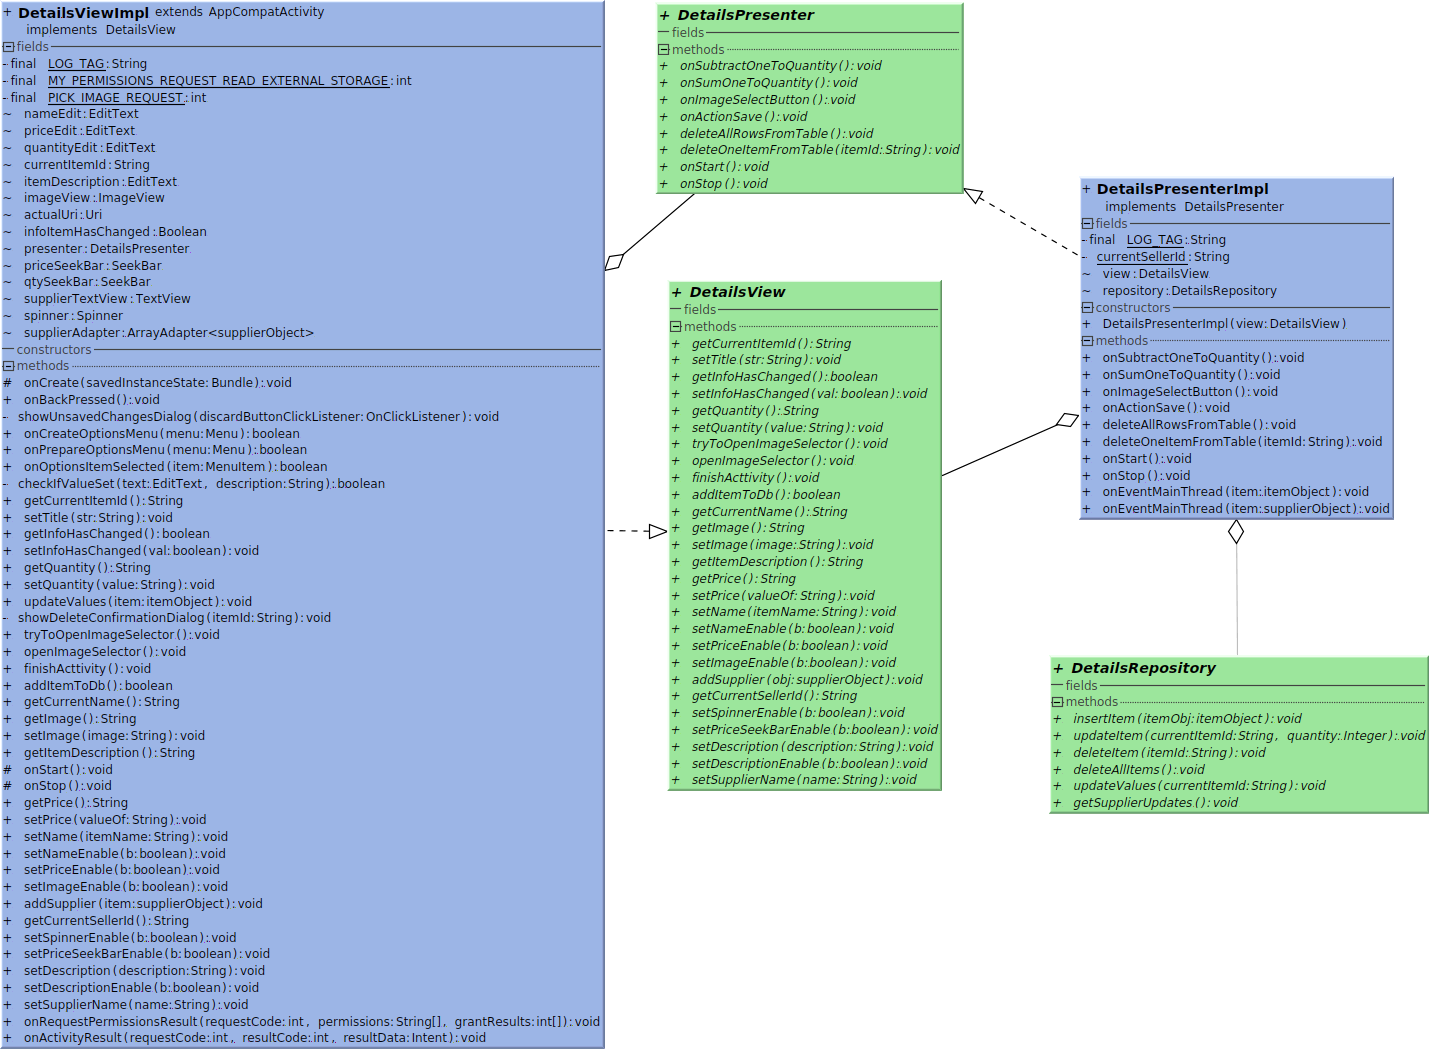 + DetailsViewImpl extends AppCompatActivity
implements DetailsView
fields
- final LOG_TAG : String
- final MY_PERMISSIONS_REQUEST_READ_EXTERNAL_STORAGE : int
- final PICK_IMAGE_REQUEST : int
~ nameEdit : EditText
~ priceEdit : EditText
~ quantityEdit : EditText
~ currentItemId : String
~ itemDescription : EditText
~ imageView : ImageView
~ actualUri : Uri
~ infoItemHasChanged : Boolean
~ presenter : DetailsPresenter
~ priceSeekBar : SeekBar
~ qtySeekBar : SeekBar
~ supplierTextView : TextView
~ spinner : Spinner
~ supplierAdapter : ArrayAdapter<supplierObject>
constructors
methods
# onCreate (savedInstanceState : Bundle) : void
+ onBackPressed () : void
- showUnsavedChangesDialog (discardButtonClickListener : OnClickListener) : void
+ onCreateOptionsMenu (menu : Menu) : boolean
+ onPrepareOptionsMenu (menu : Menu) : boolean
+ onOptionsItemSelected (item : MenuItem) : boolean
- checkIfValueSet (text : EditText, description : String) : boolean
+ getCurrentItemId () : String
+ setTitle (str : String) : void
+ getInfoHasChanged () : boolean
+ setInfoHasChanged (val : boolean) : void
+ getQuantity () : String
+ setQuantity (value : String) : void
+ updateValues (item : itemObject) : void
- showDeleteConfirmationDialog (itemId : String) : void
+ tryToOpenImageSelector () : void
+ openImageSelector () : void
+ finishActtivity () : void
+ addItemToDb () : boolean
+ getCurrentName () : String
+ getImage () : String
+ setImage (image : String) : void
+ getItemDescription () : String
# onStart () : void
# onStop () : void
+ getPrice () : String
+ setPrice (valueOf : String) : void
+ setName (itemName : String) : void
+ setNameEnable (b : boolean) : void
+ setPriceEnable (b : boolean) : void
+ setImageEnable (b : boolean) : void
+ addSupplier (item : supplierObject) : void
+ getCurrentSellerId () : String
+ setSpinnerEnable (b : boolean) : void
+ setPriceSeekBarEnable (b : boolean) : void
+ setDescription (description : String) : void
+ setDescriptionEnable (b : boolean) : void
+ setSupplierName (name : String) : void
+ onRequestPermissionsResult (requestCode : int, permissions : String[], grantResults : int[]) : void
+ onActivityResult (requestCode : int, resultCode : int, resultData : Intent) : void
+ DetailsPresenter
fields
methods
+ onSubtractOneToQuantity () : void
+ onSumOneToQuantity () : void
+ onImageSelectButton () : void
+ onActionSave () : void
+ deleteAllRowsFromTable () : void
+ deleteOneItemFromTable (itemId : String) : void
+ onStart () : void
+ onStop () : void
+ DetailsView
fields
methods
+ getCurrentItemId () : String
+ setTitle (str : String) : void
+ getInfoHasChanged () : boolean
+ setInfoHasChanged (val : boolean) : void
+ getQuantity () : String
+ setQuantity (value : String) : void
+ tryToOpenImageSelector () : void
+ openImageSelector () : void
+ finishActtivity () : void
+ addItemToDb () : boolean
+ getCurrentName () : String
+ getImage () : String
+ setImage (image : String) : void
+ getItemDescription () : String
+ getPrice () : String
+ setPrice (valueOf : String) : void
+ setName (itemName : String) : void
+ setNameEnable (b : boolean) : void
+ setPriceEnable (b : boolean) : void
+ setImageEnable (b : boolean) : void
+ addSupplier (obj : supplierObject) : void
+ getCurrentSellerId () : String
+ setSpinnerEnable (b : boolean) : void
+ setPriceSeekBarEnable (b : boolean) : void
+ setDescription (description : String) : void
+ setDescriptionEnable (b : boolean) : void
+ setSupplierName (name : String) : void
+ DetailsPresenterImpl
implements DetailsPresenter
fields
- final LOG_TAG : String
- currentSellerId : String
~ view : DetailsView
~ repository : DetailsRepository
constructors
+ DetailsPresenterImpl (view : DetailsView)
methods
+ onSubtractOneToQuantity () : void
+ onSumOneToQuantity () : void
+ onImageSelectButton () : void
+ onActionSave () : void
+ deleteAllRowsFromTable () : void
+ deleteOneItemFromTable (itemId : String) : void
+ onStart () : void
+ onStop () : void
+ onEventMainThread (item : itemObject) : void
+ onEventMainThread (item : supplierObject) : void
+ DetailsRepository
fields
methods
+ insertItem (itemObj : itemObject) : void
+ updateItem (currentItemId : String, quantity : Integer) : void
+ deleteItem (itemId : String) : void
+ deleteAllItems () : void
+ updateValues (currentItemId : String) : void
+ getSupplierUpdates () : void